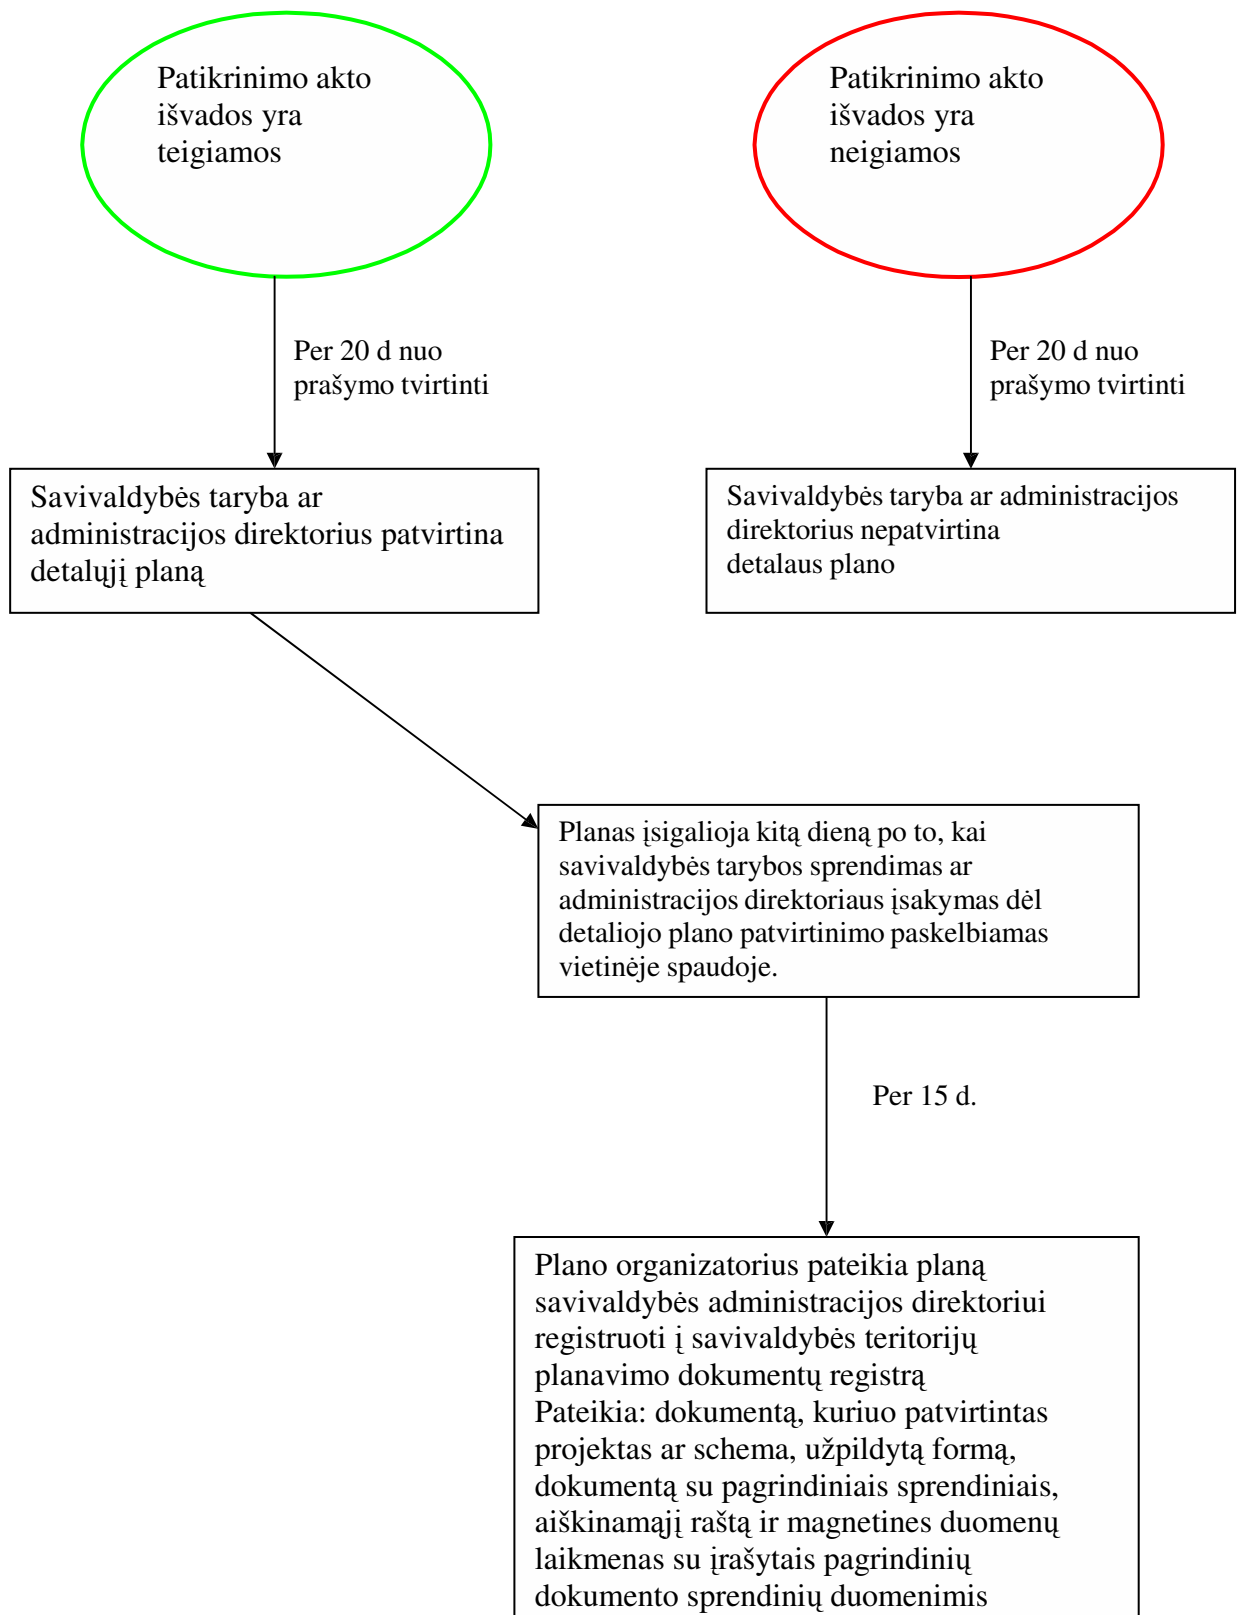 Patikrinimo akto
išvados yra
teigiamos
Patikrinimo akto
išvados yra
neigiamos
Per 20 d nuo
prašymo tvirtinti
Per 20 d nuo
prašymo tvirtinti
Savivaldybės taryba ar
administracijos direktorius patvirtina
detalųjį planą
Savivaldybės taryba ar administracijos
direktorius nepatvirtina
detalaus plano
Planas įsigalioja kitą dieną po to, kai
savivaldybės tarybos sprendimas ar
administracijos direktoriaus įsakymas dėl
detaliojo plano patvirtinimo paskelbiamas
vietinėje spaudoje.
Per 15 d.
Plano organizatorius pateikia planą
savivaldybės administracijos direktoriui
registruoti į savivaldybės teritorijų
planavimo dokumentų registrą
Pateikia: dokumentą, kuriuo patvirtintas
projektas ar schema, užpildytą formą,
dokumentą su pagrindiniais sprendiniais,
aiškinamąjį raštą ir magnetines duomenų
laikmenas su įrašytais pagrindinių
dokumento sprendinių duomenimis